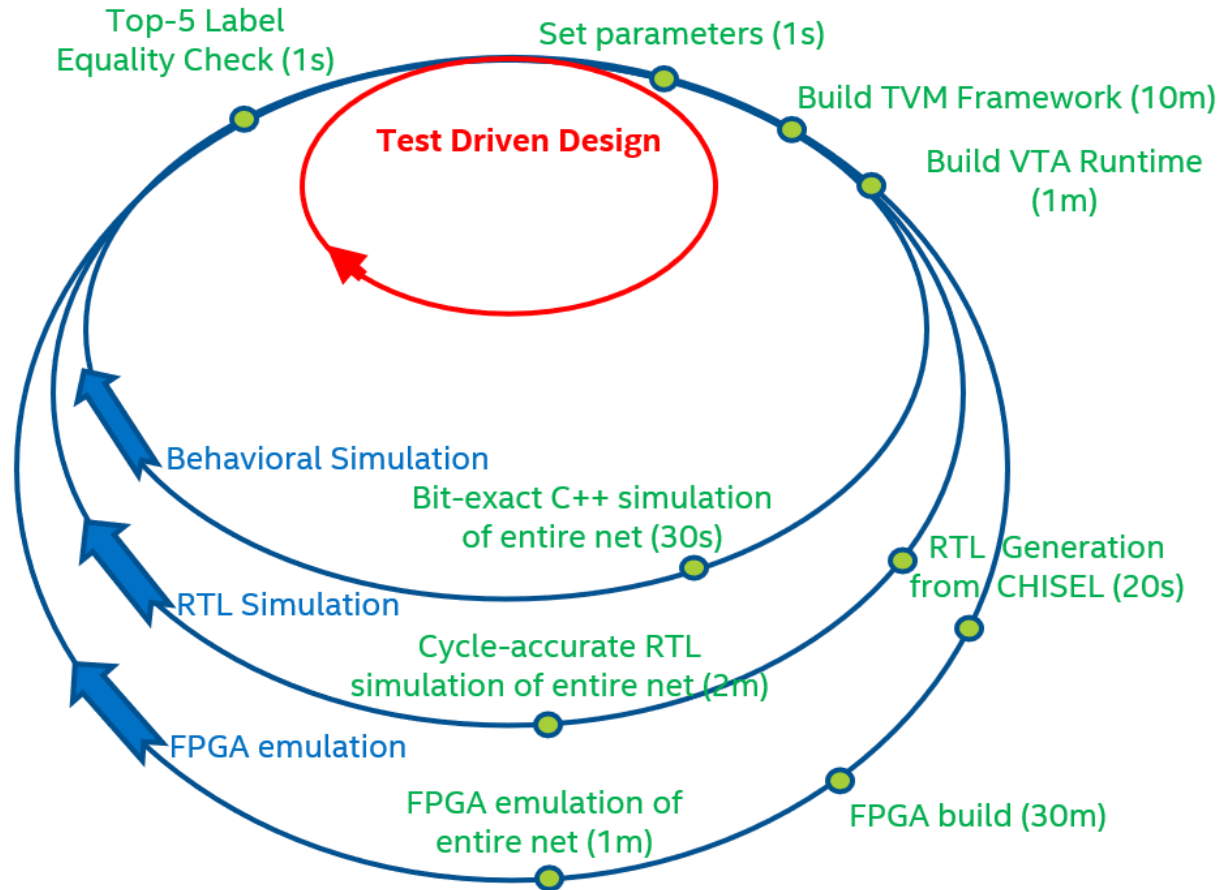 Top-5 Label
Equality Check (1s)
Set parameters (1s)
Build TVM Framework (10m)
Test Driven Design
Build VTA Runtime
(1m)
Behavioral Simulation
Bit-exact C++ simulation
of entire net (30s)
RTL Generation
from CHISEL (20s)
RTL Simulation
Cycle-accurate RTL
simulation of entire net (2m)
FPGA emulation
FPGA emulation of
entire net (1m)
FPGA build (30m)